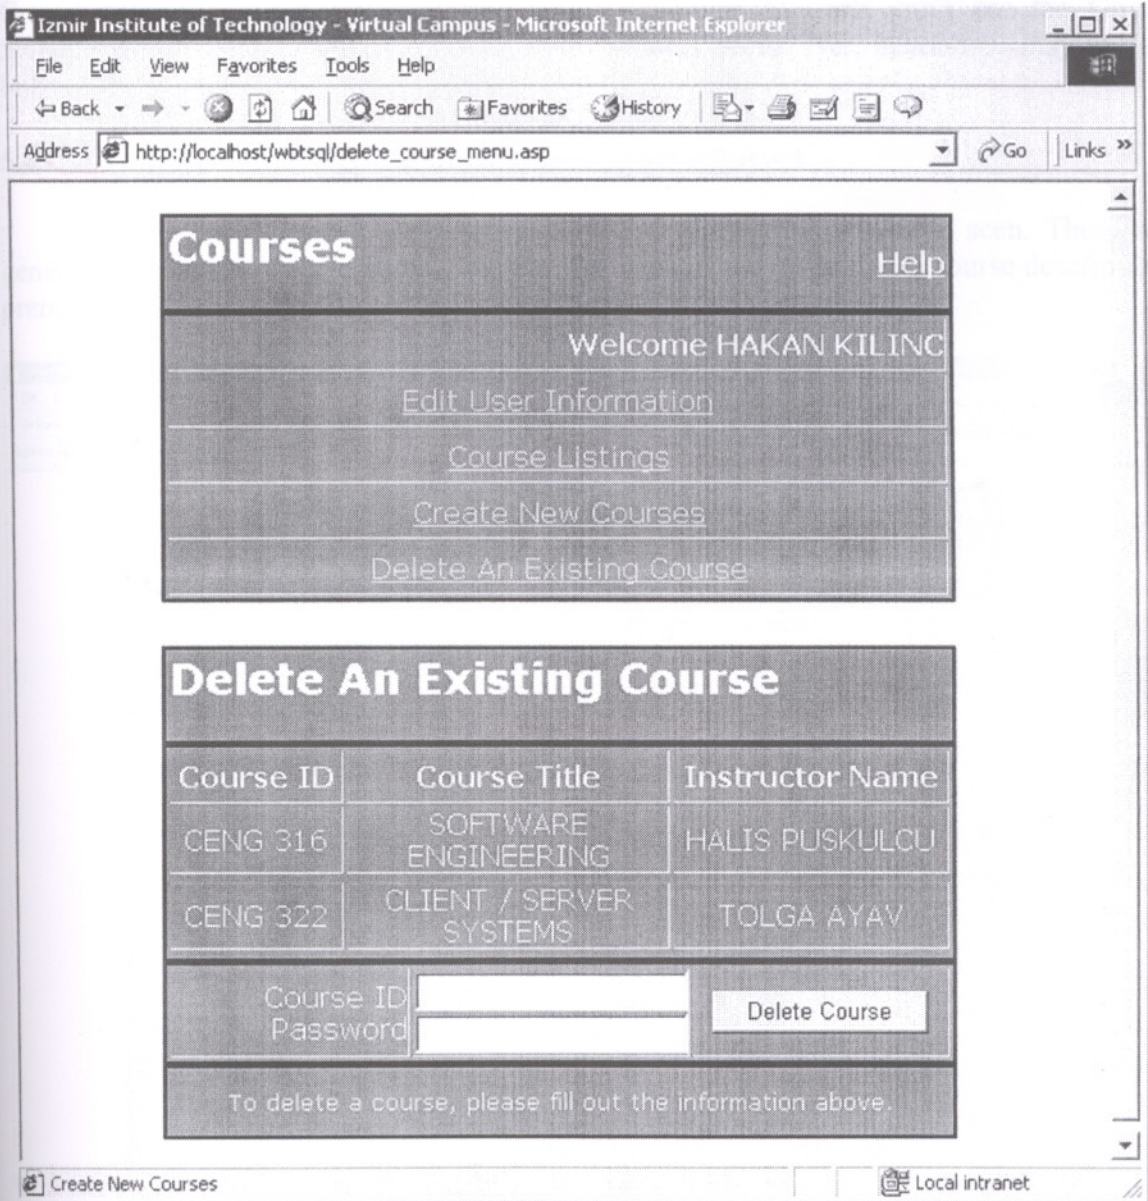 Izmir Institute of Technology - Virtual Campus - Microsoft Internet Explorer
File Edit View Favorites Tools Help
Back Search Favorites History
Address http://localhost/wbtsql/delete_course_menu.asp Go Links »
Courses
Help
Welcome HAKAN KILINC
Edit User Information
Course Listings
Create New Courses
Delete An Existing Course
Delete An Existing Course
Course ID Course Title Instructor Name
CENG 316 SOFTWARE ENGINEERING HALIS PUSKULCU
CENG 322 CLIENT / SERVER SYSTEMS TOLGA AYAV
Course ID
Password
Delete Course
To delete a course, please fill out the information above.
Create New Courses Local intranet